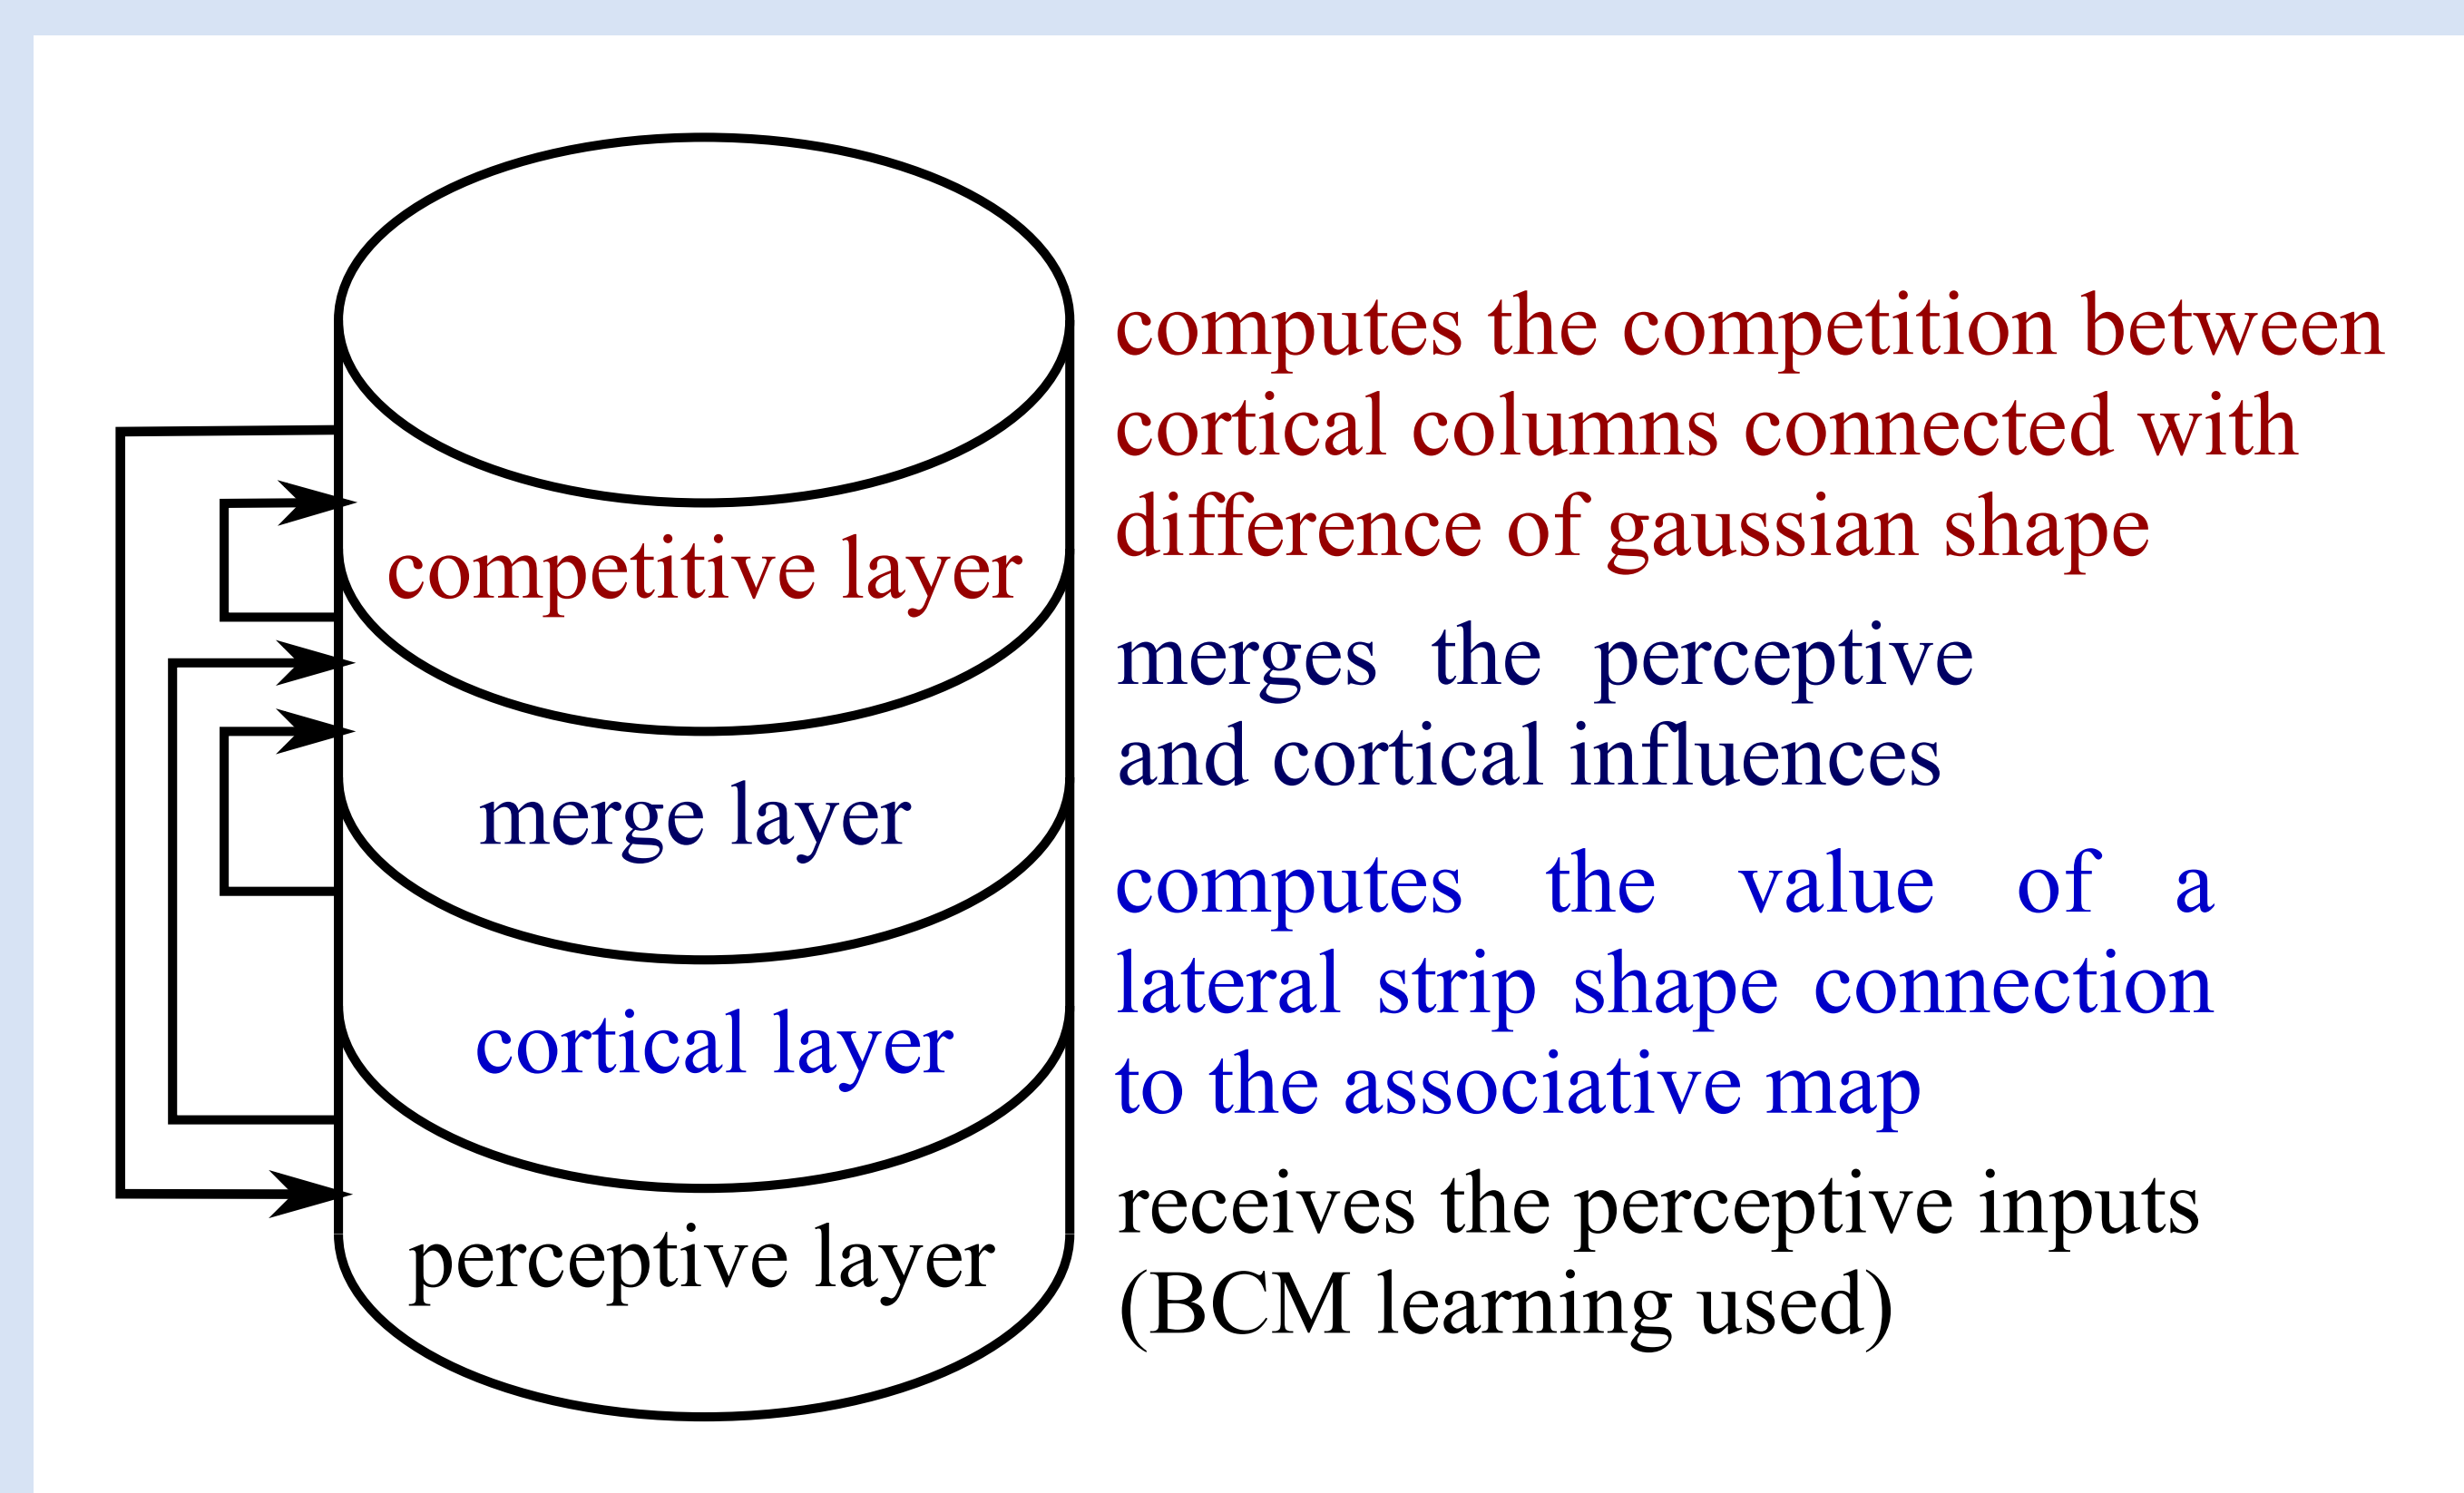 computes the competition between
cortical columns connected with
difference of gaussian shape
competitive layer
merges the perceptive
and cortical influences
merge layer
computes the value of a
lateral strip shape connection
to the associative map
cortical layer
receives the perceptive inputs
(BCM learning used)
perceptive layer